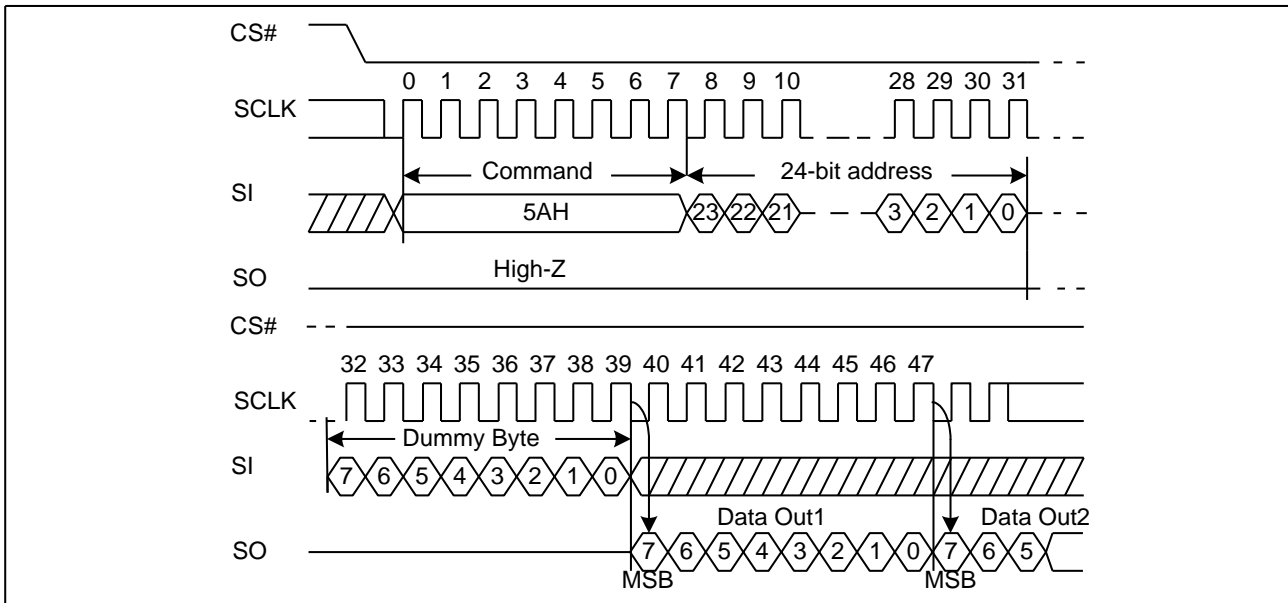 CS#
0 1 2 3 4 5 6 7 8 9 10 28 29 30 31
SCLK
Command 24-bit address
SI
5AH 23 22 21 3 2 1 0
High-Z
SO
CS#
32 33 34 35 36 37 38 39 40 41 42 43 44 45 46 47
SCLK
Dummy Byte
SI
7 6 5 4 3 2 1 0
Data Out1 Data Out2
SO
7 6 5 4 3 2 1 0 7 6 5
MSB MSB